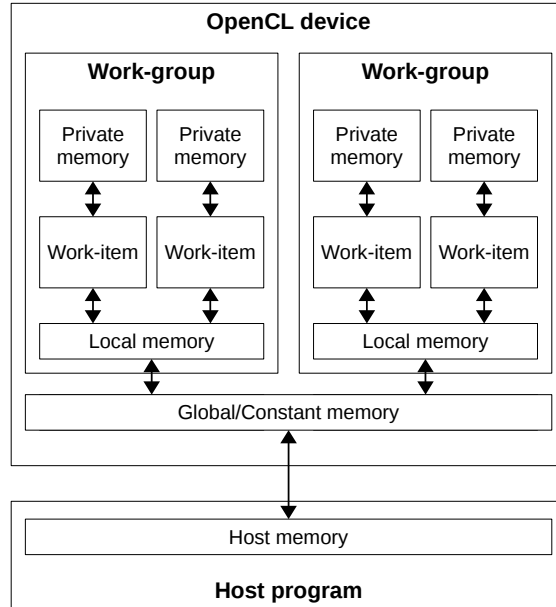 OpenCL device
Work-group Work-group
Private memory Private memory Private memory Private memory
Work-item Work-item Work-item Work-item
Local memory Local memory
Global/Constant memory
Host memory
Host program